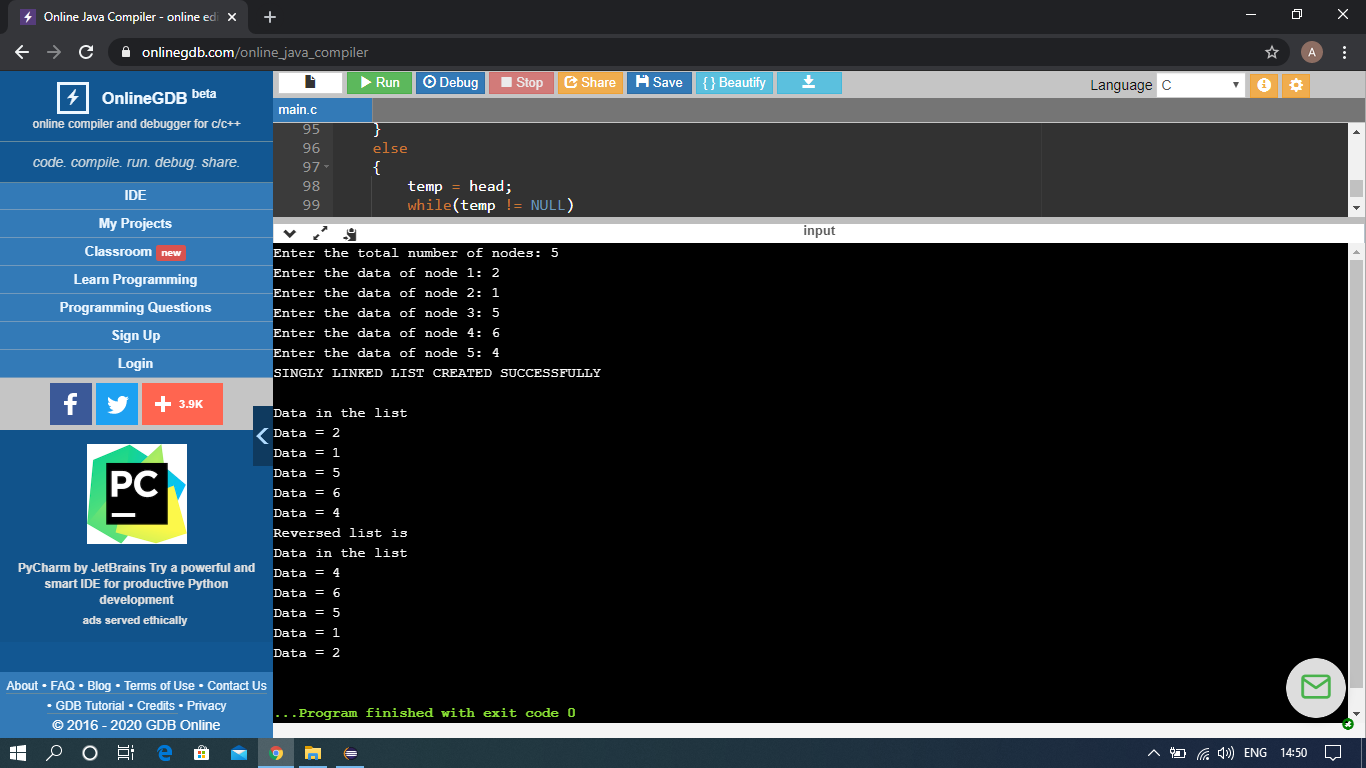 Online Java Compiler - online edi
onlinegdb.com/online_java_compiler
A
OnlineGDB beta
online compiler and debugger for c/c++
code. compile. run. debug. share.
IDE
My Projects
Classroom new
Learn Programming
Programming Questions
Sign Up
Login
3.9K
PC
PyCharm by JetBrains Try a powerful and
smart IDE for productive Python
development
ads served ethically
About • FAQ • Blog • Terms of Use • Contact Us
• GDB Tutorial • Credits • Privacy
© 2016 - 2020 GDB Online
Run Debug Stop Share Save { } Beautify
Language C
main.c
95 }
96 else
97 {
98 temp = head;
99 while(temp != NULL)
input
Enter the total number of nodes: 5
Enter the data of node 1: 2
Enter the data of node 2: 1
Enter the data of node 3: 5
Enter the data of node 4: 6
Enter the data of node 5: 4
SINGLY LINKED LIST CREATED SUCCESSFULLY
Data in the list
Data = 2
Data = 1
Data = 5
Data = 6
Data = 4
Reversed list is
Data in the list
Data = 4
Data = 6
Data = 5
Data = 1
Data = 2
...Program finished with exit code 0
ENG 14:50